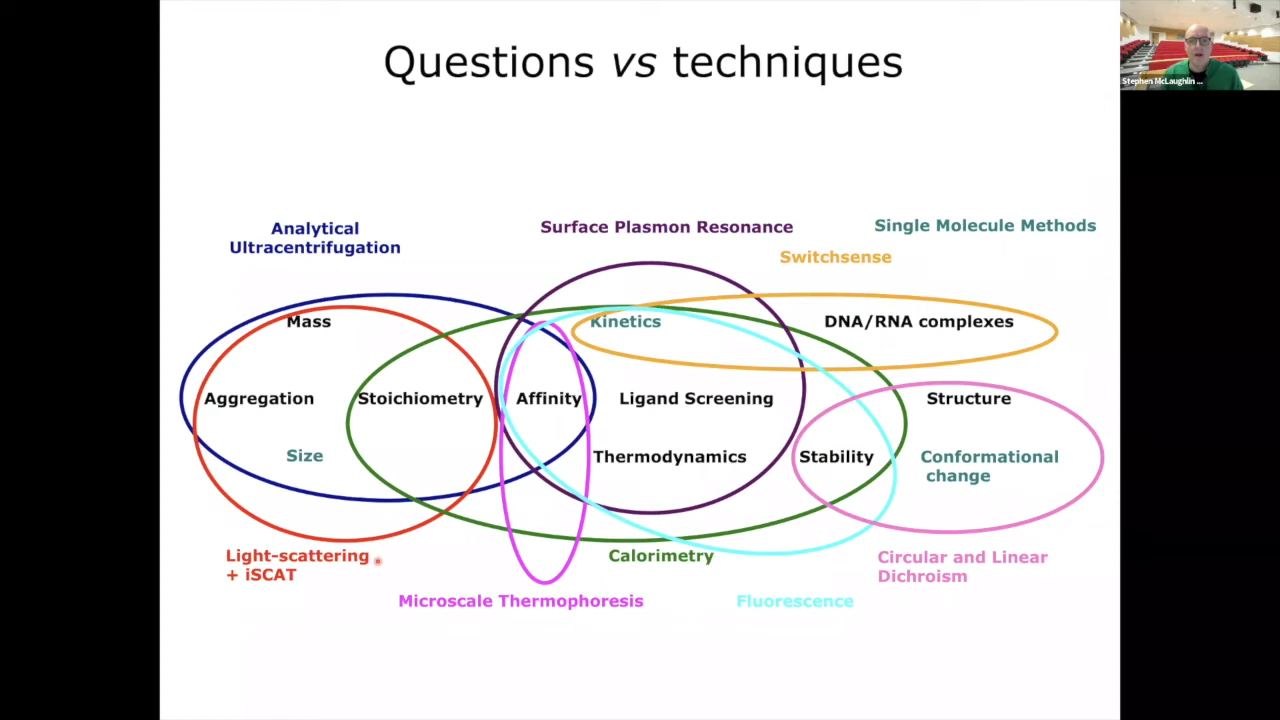 Questions vs techniques
Stephen McLaughlin ...
Analytical
Ultracentrifugation
Surface Plasmon Resonance
Single Molecule Methods
Switchsense
Mass
Kinetics
DNA/RNA complexes
Aggregation
Stoichiometry
Affinity
Ligand Screening
Structure
Size
Thermodynamics
Stability
Conformational
change
Light-scattering
+ iSCAT
Calorimetry
Circular and Linear
Dichroism
Microscale Thermophoresis
Fluorescence